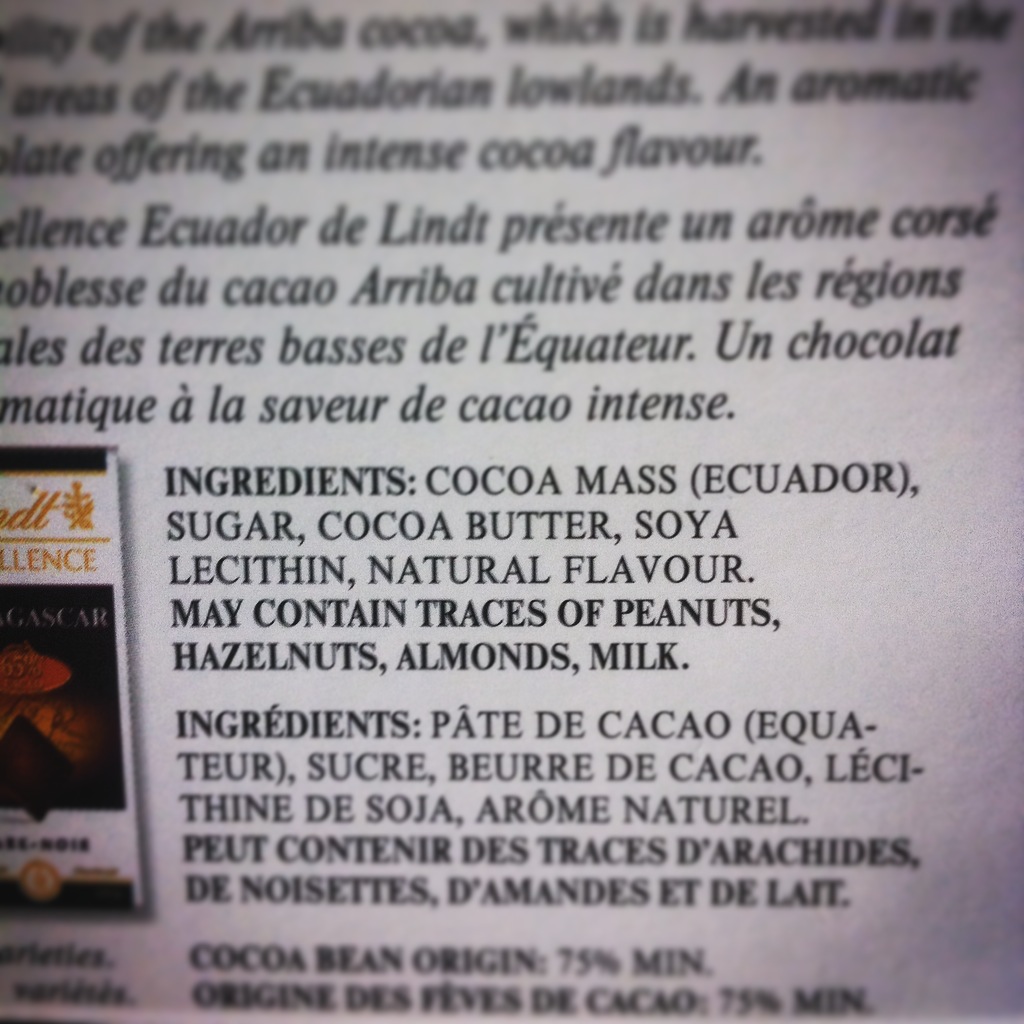 of the Arriba cocoa, which is harvested in the
areas of the Ecuadorian lowlands. An aromatic
offering an intense cocoa flavour.
ellence Ecuador de Lindt présente un arôme corsé
noblesse du cacao Arriba cultivé dans les régions
ales des terres basses de l'Équateur. Un chocolat
matique à la saveur de cacao intense.
INGREDIENTS: COCOA MASS (ECUADOR),
SUGAR, COCOA BUTTER, SOYA
LECITHIN, NATURAL FLAVOUR.
MAY CONTAIN TRACES OF PEANUTS,
HAZELNUTS, ALMONDS, MILK.
INGRÉDIENTS: PÂTE DE CACAO (EQUA-
TEUR), SUCRE, BEURRE DE CACAO, LÉCI-
THINE DE SOJA, ARÔME NATUREL.
PEUT CONTENIR DES TRACES D'ARACHIDES,
DE NOISETTES, D'AMANDES ET DE LAIT.
COCOA BEAN ORIGIN: 75% MIN.
ORIGINE DES FÈVES DE CACAO: 75% MIN.
ndt
LLENCE
AGASCAR
65%
varieties.
variétés.